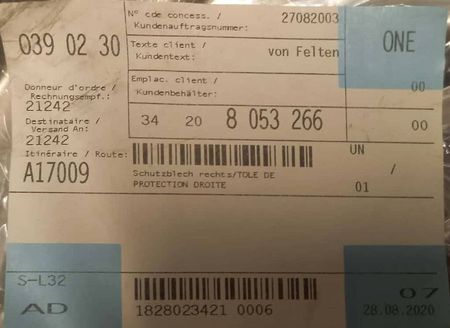 039 02 30
N° cde concess. / 27082003
Kundenauftragsnummer:
ONE
Texte client / von Felten
Kundentext:
Emplac. client /
Kundenbehälter:
00
Donneur d'ordre /
Rechnungsempf.:
21242
Destinataire /
Versand An:
21242
34 20 8 053 266 00
Itinéraire / Route:
A17009
UN /
01
Schutzblech rechts/TOLE DE
PROTECTION DROITE
S-L32
AD
1828023421 0006
07
28.08.2020